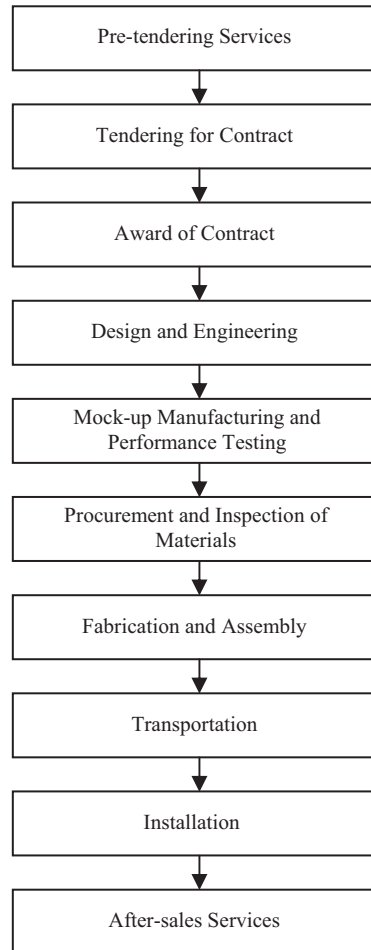 Pre-tendering Services
Tendering for Contract
Award of Contract
Design and Engineering
Mock-up Manufacturing and
Performance Testing
Procurement and Inspection of
Materials
Fabrication and Assembly
Transportation
Installation
After-sales Services